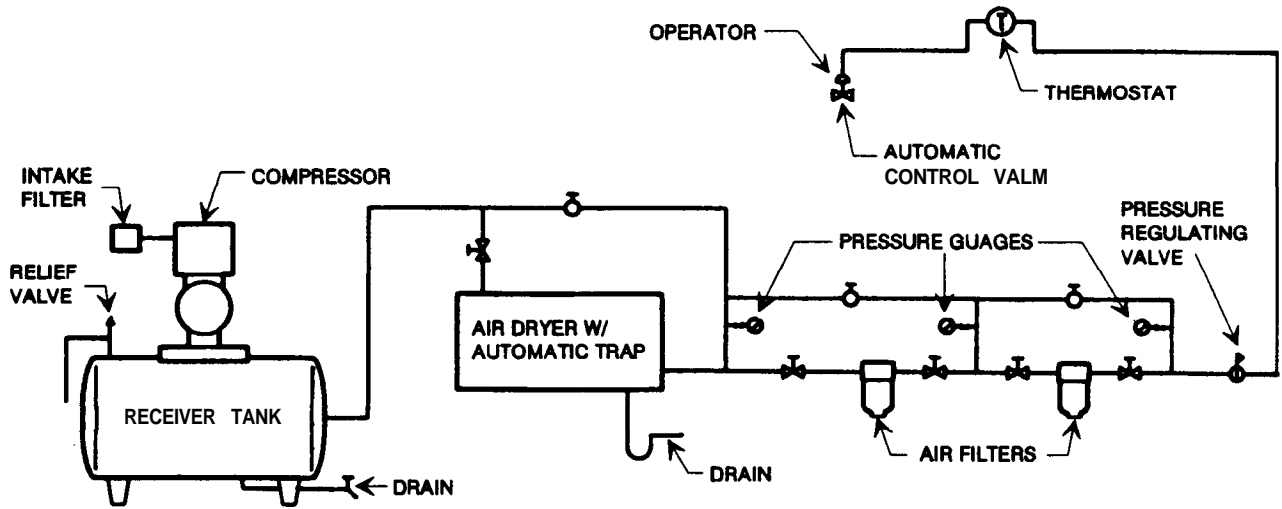 OPERATOR
THERMOSTAT
AUTOMATIC
CONTROL VALM
INTAKE
FILTER
COMPRESSOR
PRESSURE
REGULATING
VALVE
PRESSURE GUAGES
RELIEF
VALVE
AIR DRYER W/
AUTOMATIC TRAP
RECEIVER TANK
AIR FILTERS
DRAIN
DRAIN
T